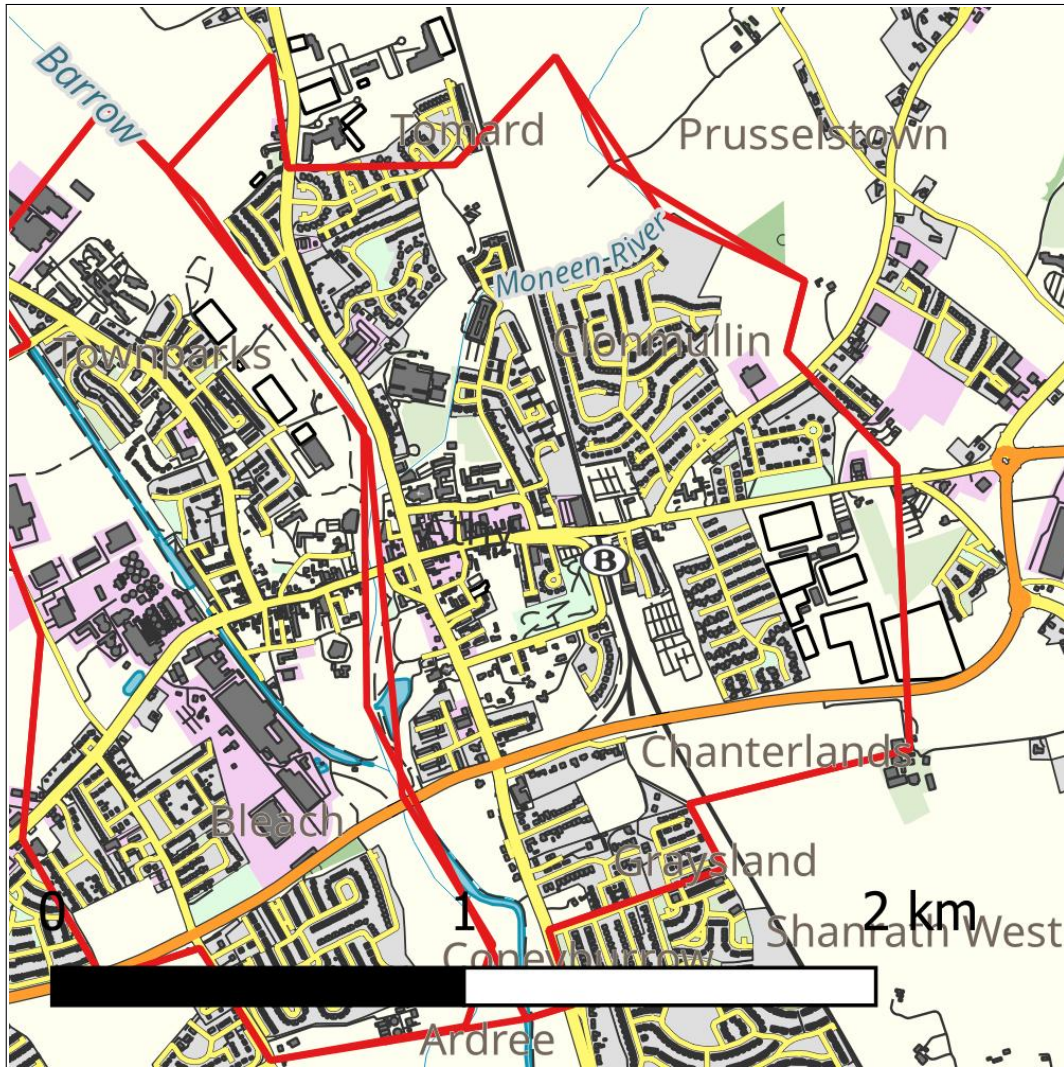 Barrow
Tomard
Prusselstown
Moneen-River
Townparks
Clonmullin
B
Chanterlands
Bleach
Graysland
0
1
2 km
Shanrath West
Coneyburrow
Ardree